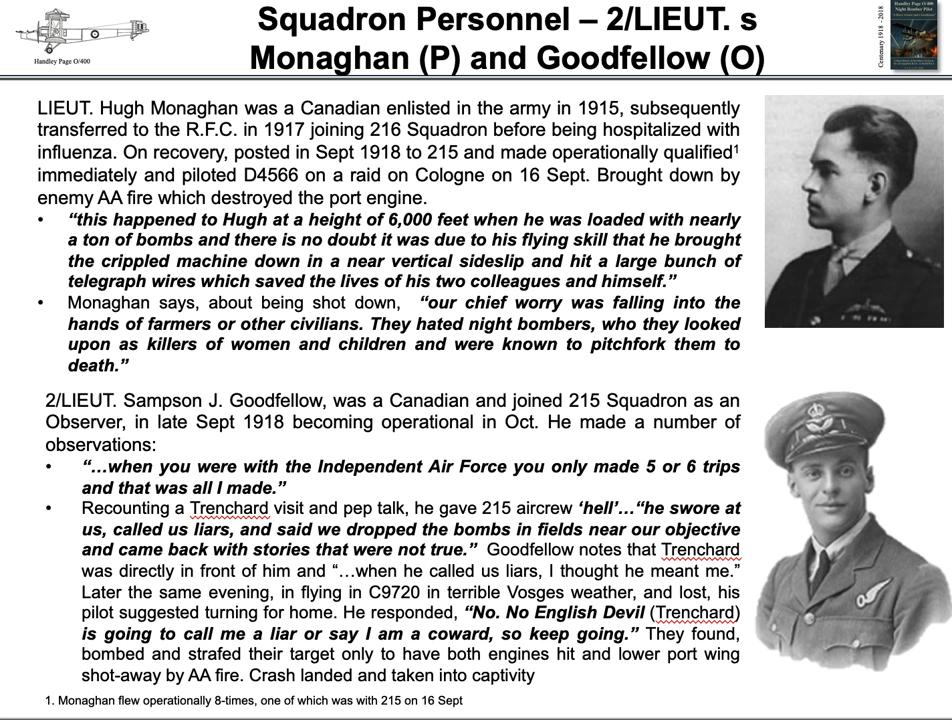 Squadron Personnel – 2/LIEUT. s
Monaghan (P) and Goodfellow (O)
Handley Page O/400
Centenary 1918 - 2018
Handley Page O/400
Night Bomber Pilot
LIEUT. Hugh Monaghan was a Canadian enlisted in the army in 1915, subsequently
transferred to the R.F.C. in 1917 joining 216 Squadron before being hospitalized with
influenza. On recovery, posted in Sept 1918 to 215 and made operationally qualified¹
immediately and piloted D4566 on a raid on Cologne on 16 Sept. Brought down by
enemy AA fire which destroyed the port engine.
• “this happened to Hugh at a height of 6,000 feet when he was loaded with nearly
a ton of bombs and there is no doubt it was due to his flying skill that he brought
the crippled machine down in a near vertical sideslip and hit a large bunch of
telegraph wires which saved the lives of his two colleagues and himself.”
• Monaghan says, about being shot down, “our chief worry was falling into the
hands of farmers or other civilians. They hated night bombers, who they looked
upon as killers of women and children and were known to pitchfork them to
death.”
2/LIEUT. Sampson J. Goodfellow, was a Canadian and joined 215 Squadron as an
Observer, in late Sept 1918 becoming operational in Oct. He made a number of
observations:
• “…when you were with the Independent Air Force you only made 5 or 6 trips
and that was all I made.”
• Recounting a Trenchard visit and pep talk, he gave 215 aircrew ‘hell’…“he swore at
us, called us liars, and said we dropped the bombs in fields near our objective
and came back with stories that were not true.” Goodfellow notes that Trenchard
was directly in front of him and “…when he called us liars, I thought he meant me.”
Later the same evening, in flying in C9720 in terrible Vosges weather, and lost, his
pilot suggested turning for home. He responded, “No. No English Devil (Trenchard)
is going to call me a liar or say I am a coward, so keep going.” They found,
bombed and strafed their target only to have both engines hit and lower port wing
shot-away by AA fire. Crash landed and taken into captivity
1. Monaghan flew operationally 8-times, one of which was with 215 on 16 Sept